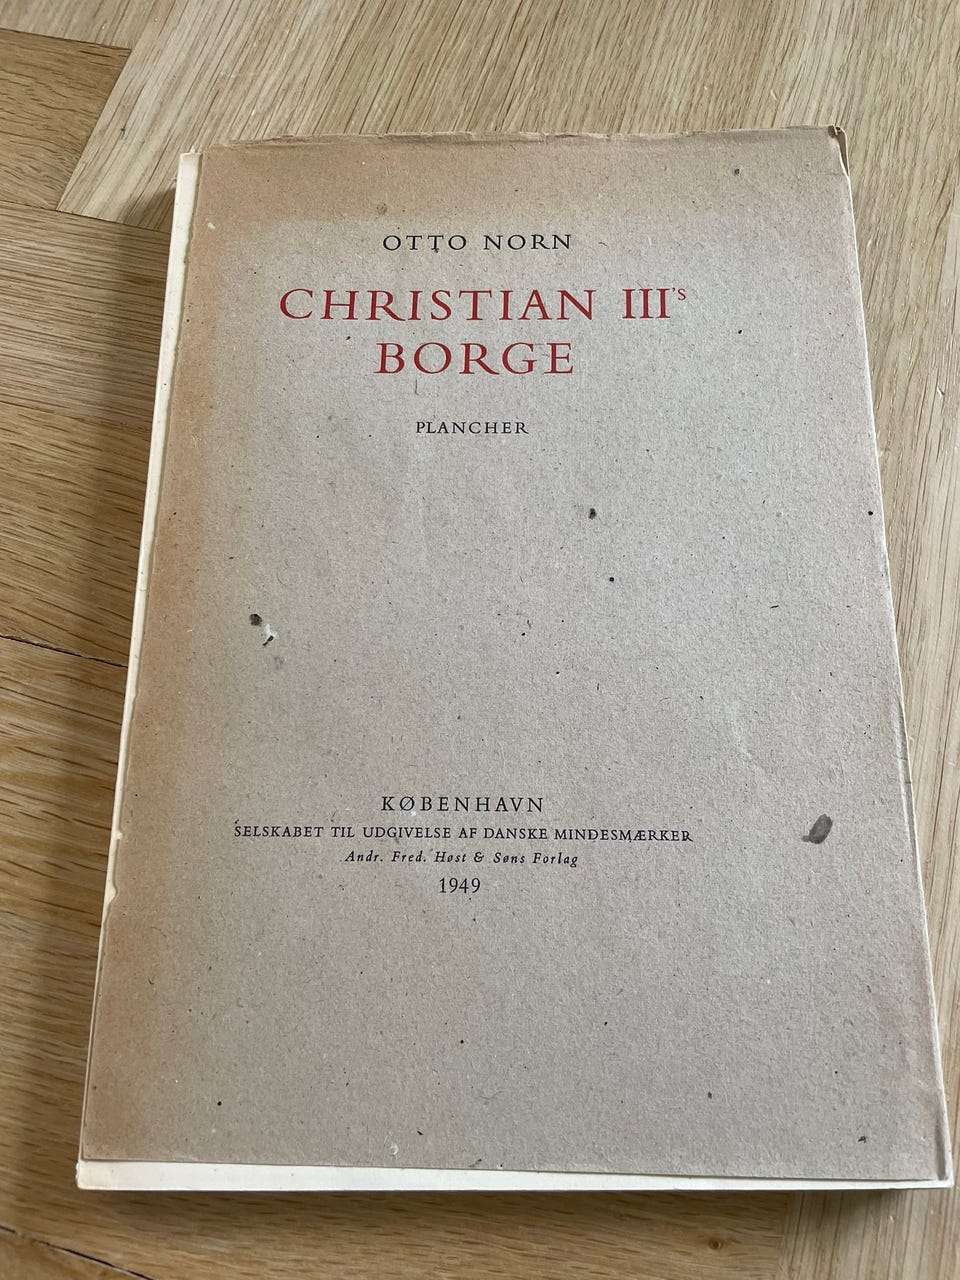 OTTO NORN
CHRISTIAN III's
BORGE
PLANCHER
KØBENHAVN
SELSKABET TIL UDGIVELSE AF DANSKE MINDESMÆRKER
Andr. Fred. Høst & Søns Forlag
1949